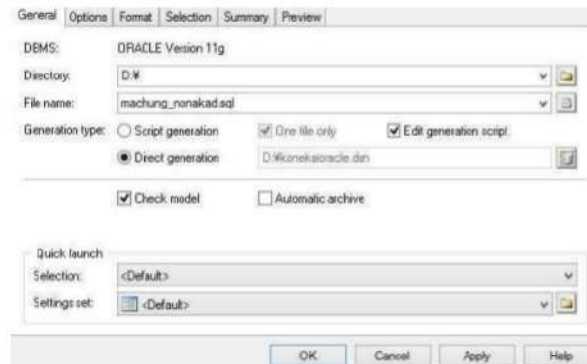 General Options Format Selection Summary Preview
DBMS: ORACLE Version 11g
Directory: D:¥
File name: machung_nonakad.sql
Generation type: Script generation One file only Edit generation script
Direct generation D:¥koneksioracle.dsn
Check model Automatic archive
Quick launch
Selection: <Default>
Settings set: <Default>
OK Cancel Apply Help